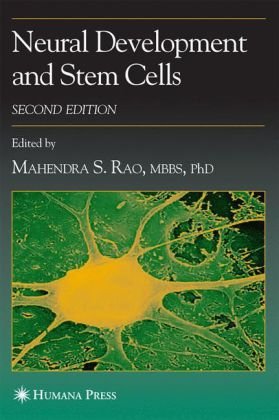 Neural Development
and Stem Cells
SECOND EDITION
Edited by
MAHENDRA S. RAO, MBBS, PhD
HUMANA PRESS